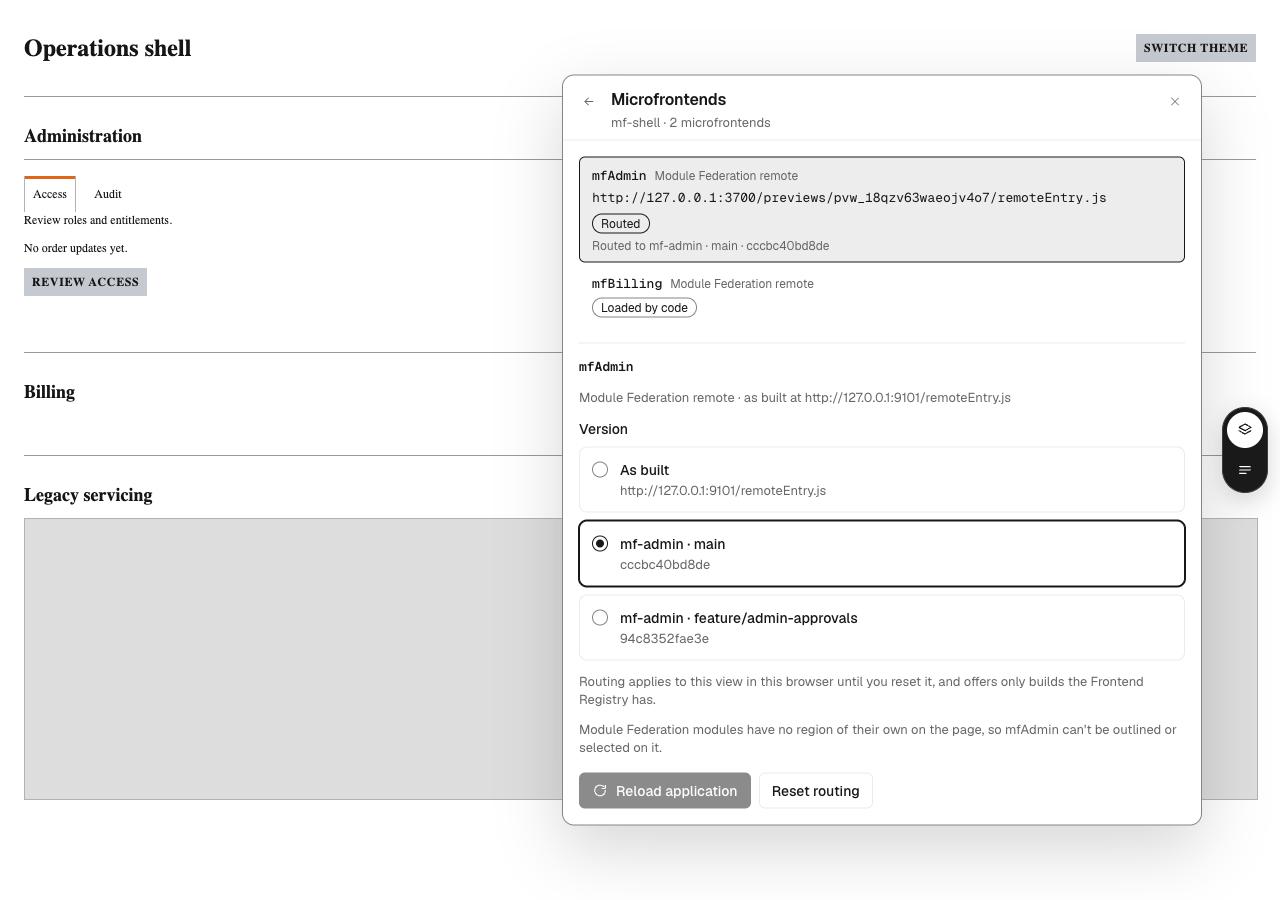 Operations shell
SWITCH THEME
Administration
Access
Audit
Review roles and entitlements.
No order updates yet.
REVIEW ACCESS
Billing
Legacy servicing
Microfrontends
mf-shell · 2 microfrontends
mfAdmin Module Federation remote
http://127.0.0.1:3700/previews/pvw_18qzv63waeojv4o7/remoteEntry.js
Routed
Routed to mf-admin · main · cccbc40bd8de
mfBilling Module Federation remote
Loaded by code
mfAdmin
Module Federation remote · as built at http://127.0.0.1:9101/remoteEntry.js
Version
As built
http://127.0.0.1:9101/remoteEntry.js
mf-admin · main
cccbc40bd8de
mf-admin · feature/admin-approvals
94c8352fae3e
Routing applies to this view in this browser until you reset it, and offers only builds the Frontend
Registry has.
Module Federation modules have no region of their own on the page, so mfAdmin can't be outlined or
selected on it.
Reload application
Reset routing